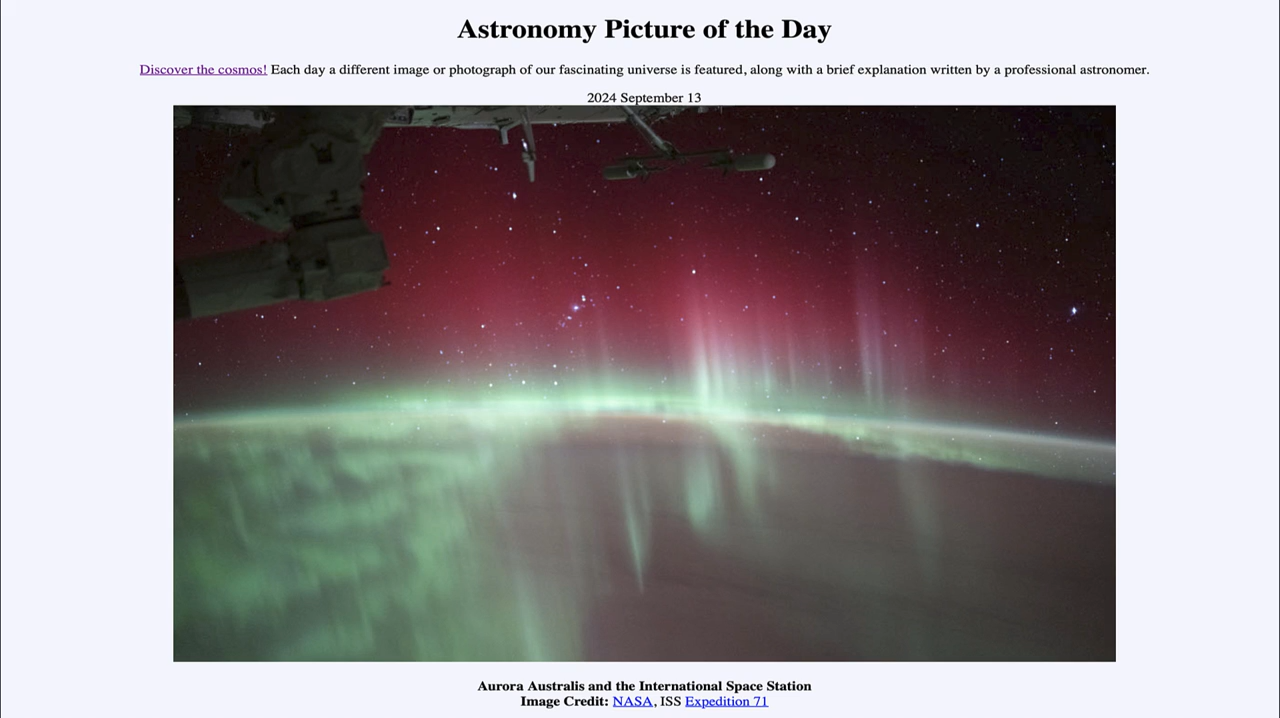 Astronomy Picture of the Day
Discover the cosmos! Each day a different image or photograph of our fascinating universe is featured, along with a brief explanation written by a professional astronomer.
2024 September 13
Aurora Australis and the International Space Station
Image Credit: NASA, ISS Expedition 71